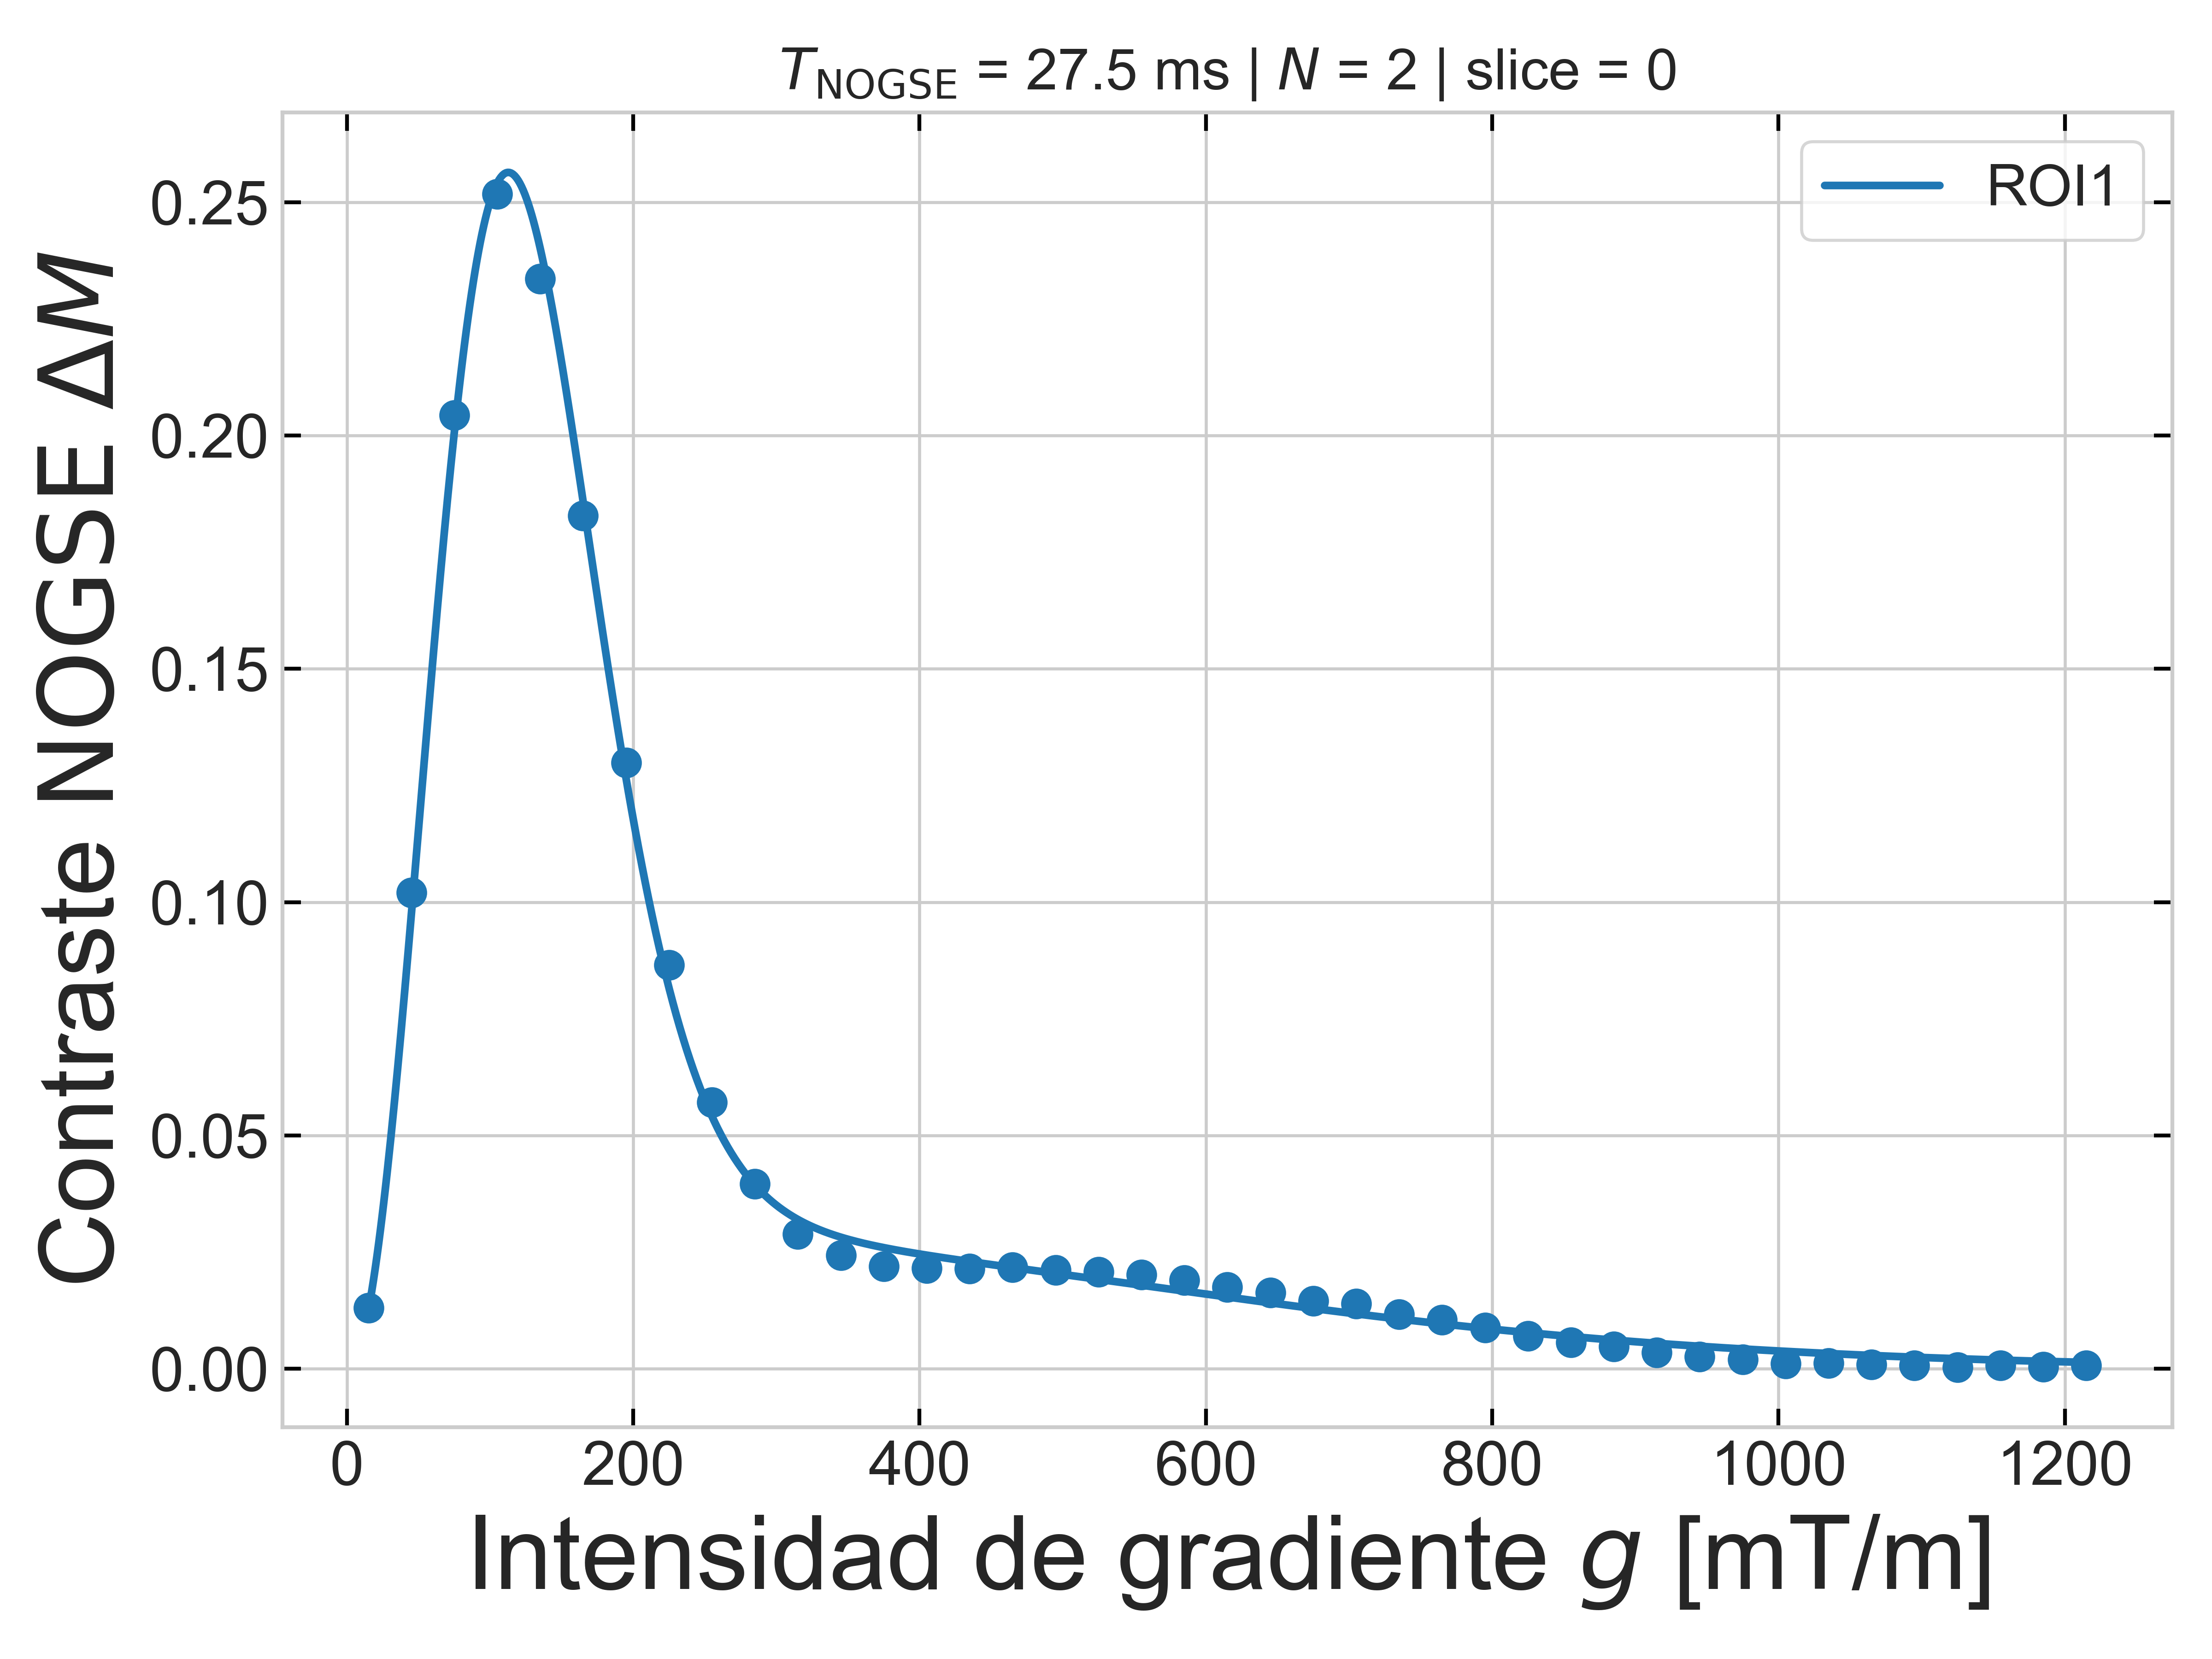 T_NOGSE = 27.5 ms | N = 2 | slice = 0
ROI1
Contraste NOGSE ΔM
0.25
0.20
0.15
0.10
0.05
0.00
0 200 400 600 800 1000 1200
Intensidad de gradiente g [mT/m]